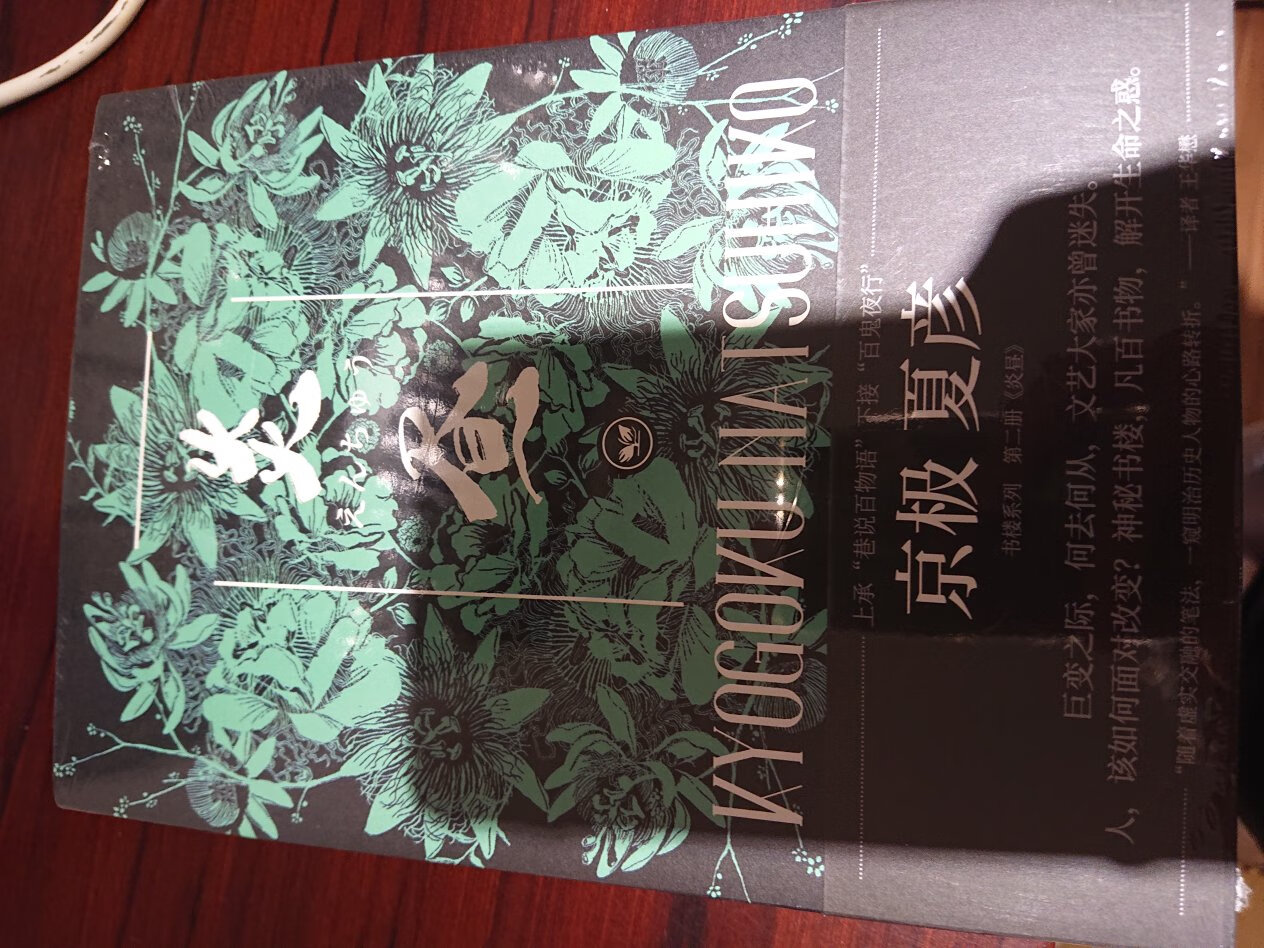 炎
えんちゅう
昼
KYOGOKU NATSUHIKO
上承“巷说百物语” 下接“百鬼夜行”
京极 夏彦
书楼系列 第二册《炎昼》
巨变之际，何去何从，文艺大家亦曾迷失。
人，该如何面对改变？神秘书楼，凡百书物，解开生命之惑。
“随着虚实交融的笔法，一窥明治历史人物的心路转折。”——译者 王华懋